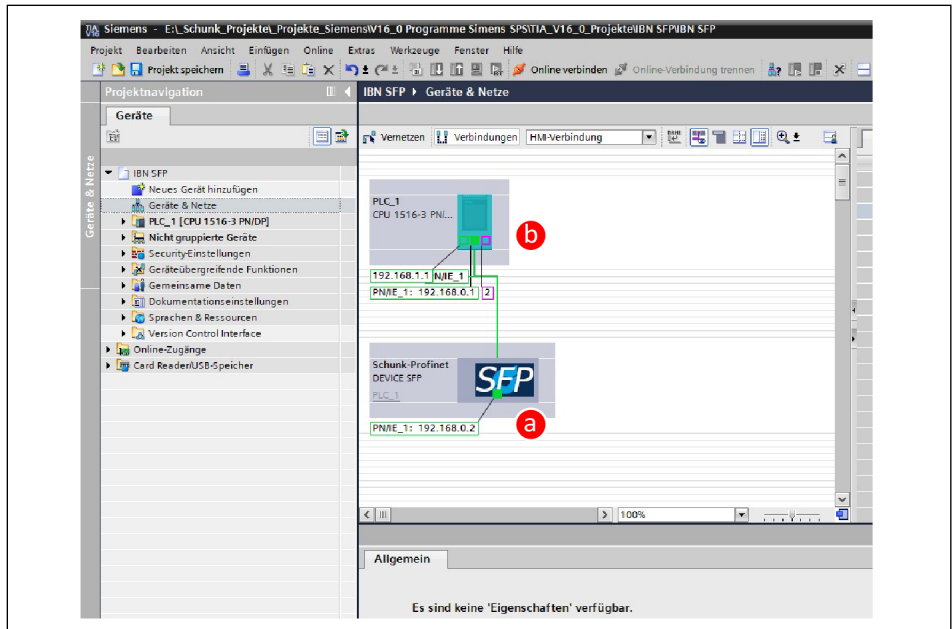 Siemens - E:\_Schunk_Projekte\_Projekte_Siemens\V16_0 Programme Simens SPS\TIA_V16_0_Projekte\IBN SFP\IBN SFP
Projekt Bearbeiten Ansicht Einfügen Online Extras Werkzeuge Fenster Hilfe
Projekt speichern Online verbinden Online-Verbindung trennen
Projektnavigation
IBN SFP Geräte & Netze
Geräte
Vernetzen Verbindungen HMI-Verbindung
Geräte & Netze
IBN SFP
Neues Gerät hinzufügen
Geräte & Netze
PLC_1 [CPU 1516-3 PN/DP]
Nicht gruppierte Geräte
Security-Einstellungen
Geräteübergreifende Funktionen
Gemeinsame Daten
Dokumentationseinstellungen
Sprachen & Ressourcen
Version Control Interface
Online-Zugänge
Card Reader/USB-Speicher
PLC_1
CPU 1516-3 PN/...
b
192.168.1.1 N/IE_1
PN/IE_1: 192.168.0.1 2
Schunk-Profinet
DEVICE SFP
PLC_1
SFP
a
PN/IE_1: 192.168.0.2
100%
Allgemein
Es sind keine 'Eigenschaften' verfügbar.